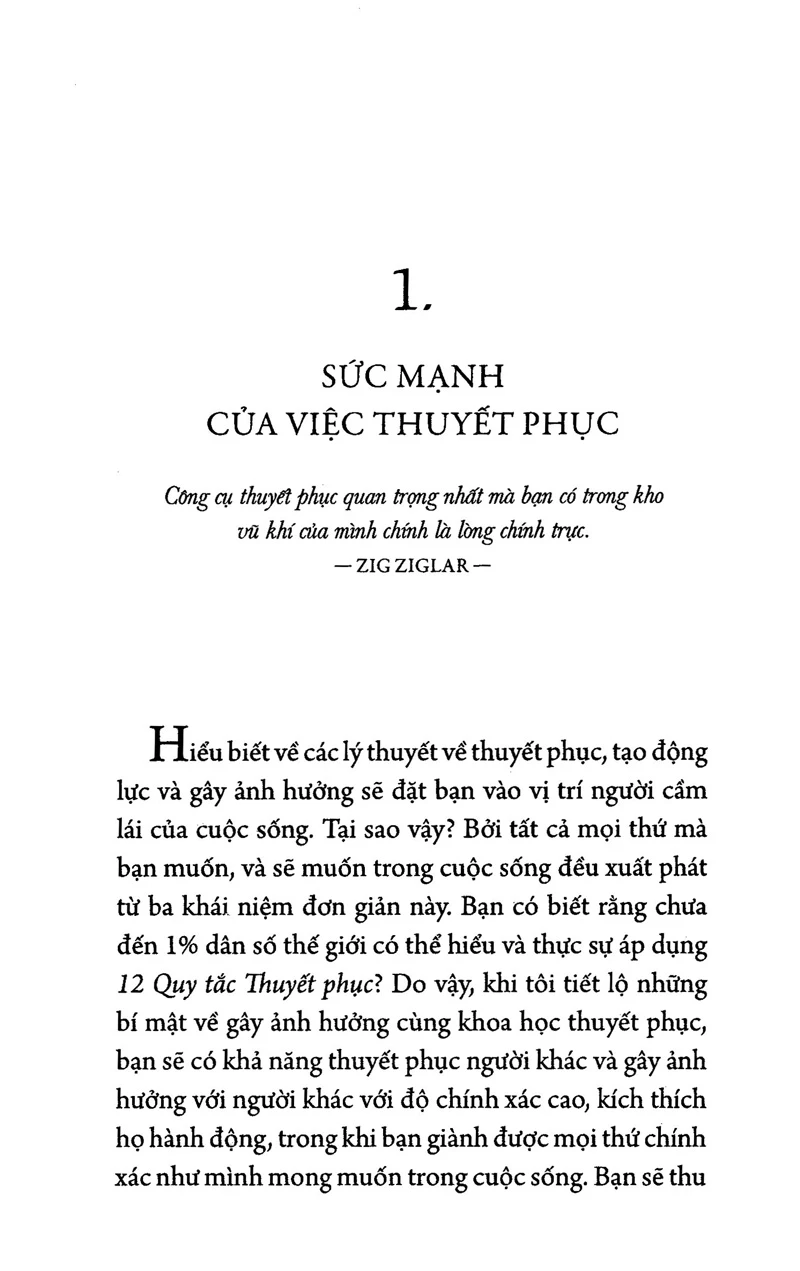 1.
SỨC MẠNH
CỦA VIỆC THUYẾT PHỤC
Công cụ thuyết phục quan trọng nhất mà bạn có trong kho
vũ khí của mình chính là lòng chính trực.
— ZIG ZIGLAR —
Hiểu biết về các lý thuyết về thuyết phục, tạo động
lực và gây ảnh hưởng sẽ đặt bạn vào vị trí người cầm
lái của cuộc sống. Tại sao vậy? Bởi tất cả mọi thứ mà
bạn muốn, và sẽ muốn trong cuộc sống đều xuất phát
từ ba khái niệm đơn giản này. Bạn có biết rằng chưa
đến 1% dân số thế giới có thể hiểu và thực sự áp dụng
12 Quy tắc Thuyết phục? Do vậy, khi tôi tiết lộ những
bí mật về gây ảnh hưởng cùng khoa học thuyết phục,
bạn sẽ có khả năng thuyết phục người khác và gây ảnh
hưởng với người khác với độ chính xác cao, kích thích
họ hành động, trong khi bạn giành được mọi thứ chính
xác như mình mong muốn trong cuộc sống. Bạn sẽ thu